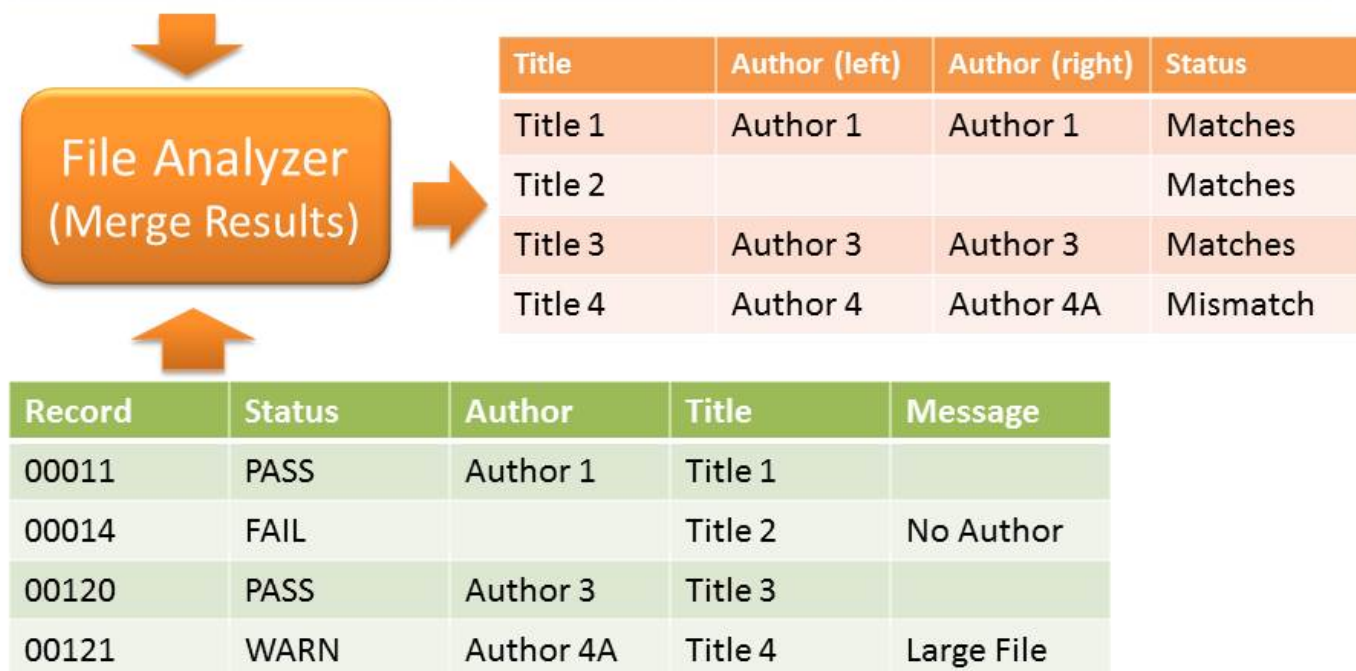 File Analyzer
(Merge Results)
Title Author (left) Author (right) Status
Title 1 Author 1 Author 1 Matches
Title 2 Matches
Title 3 Author 3 Author 3 Matches
Title 4 Author 4 Author 4A Mismatch
Record Status Author Title Message
00011 PASS Author 1 Title 1
00014 FAIL Title 2 No Author
00120 PASS Author 3 Title 3
00121 WARN Author 4A Title 4 Large File